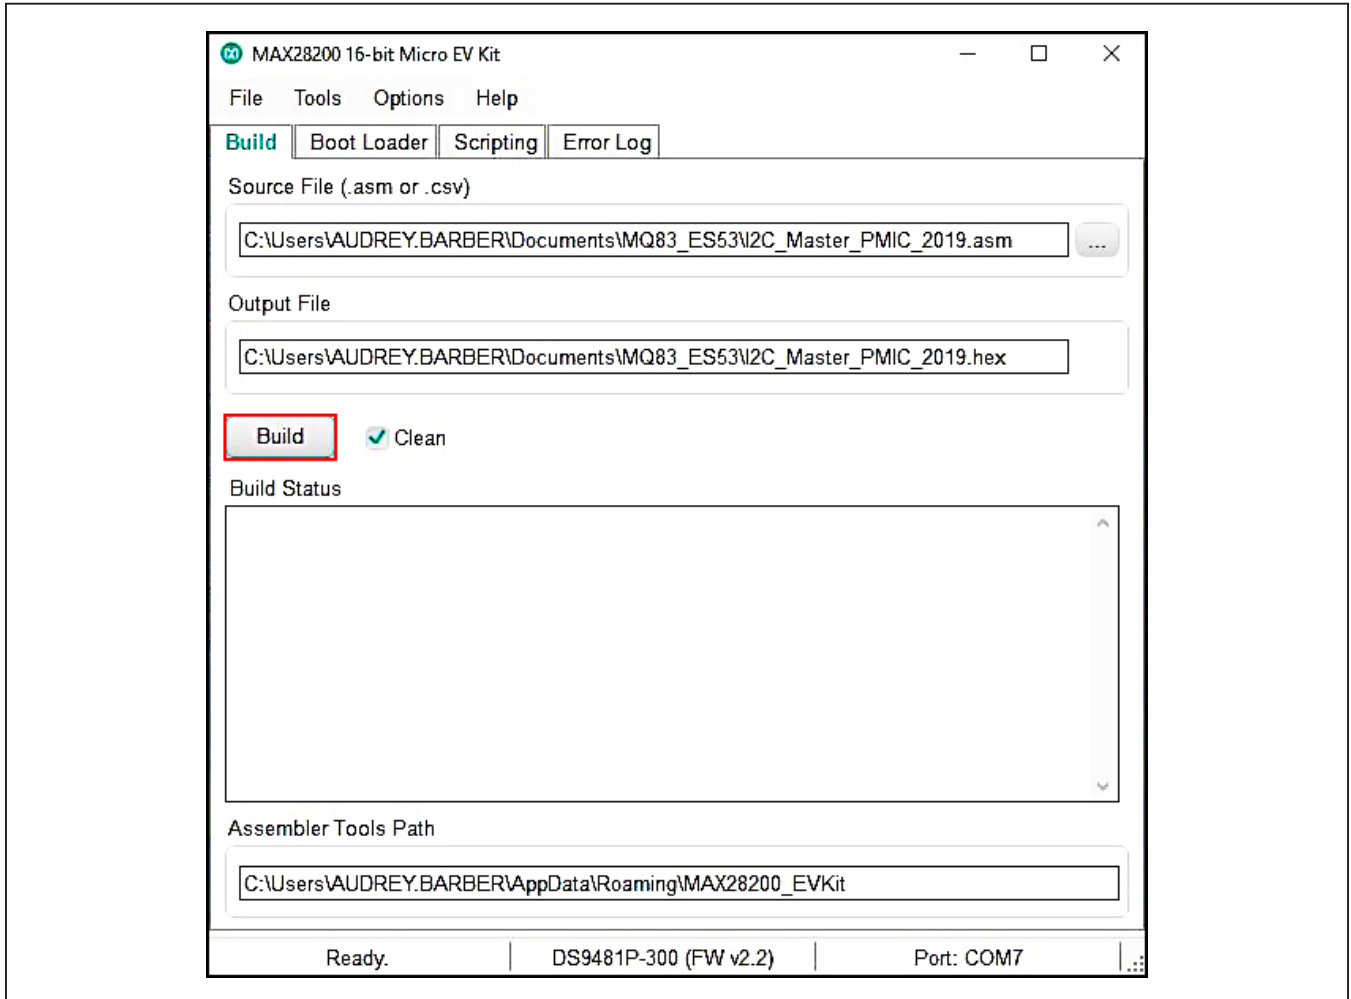 MAX28200 16-bit Micro EV Kit
File Tools Options Help
Build Boot Loader Scripting Error Log
Source File (.asm or .csv)
C:\Users\AUDREY.BARBER\Documents\MQ83_ES53\I2C_Master_PMIC_2019.asm ...
Output File
C:\Users\AUDREY.BARBER\Documents\MQ83_ES53\I2C_Master_PMIC_2019.hex
Build Clean
Build Status
Assembler Tools Path
C:\Users\AUDREY.BARBER\AppData\Roaming\MAX28200_EVKit
Ready. DS9481P-300 (FW v2.2) Port: COM7